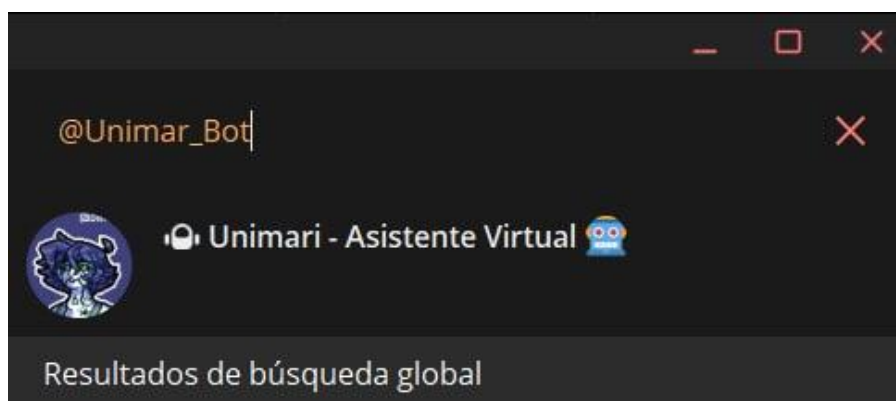 @Unimar_Bot
Unimari - Asistente Virtual
Resultados de búsqueda global